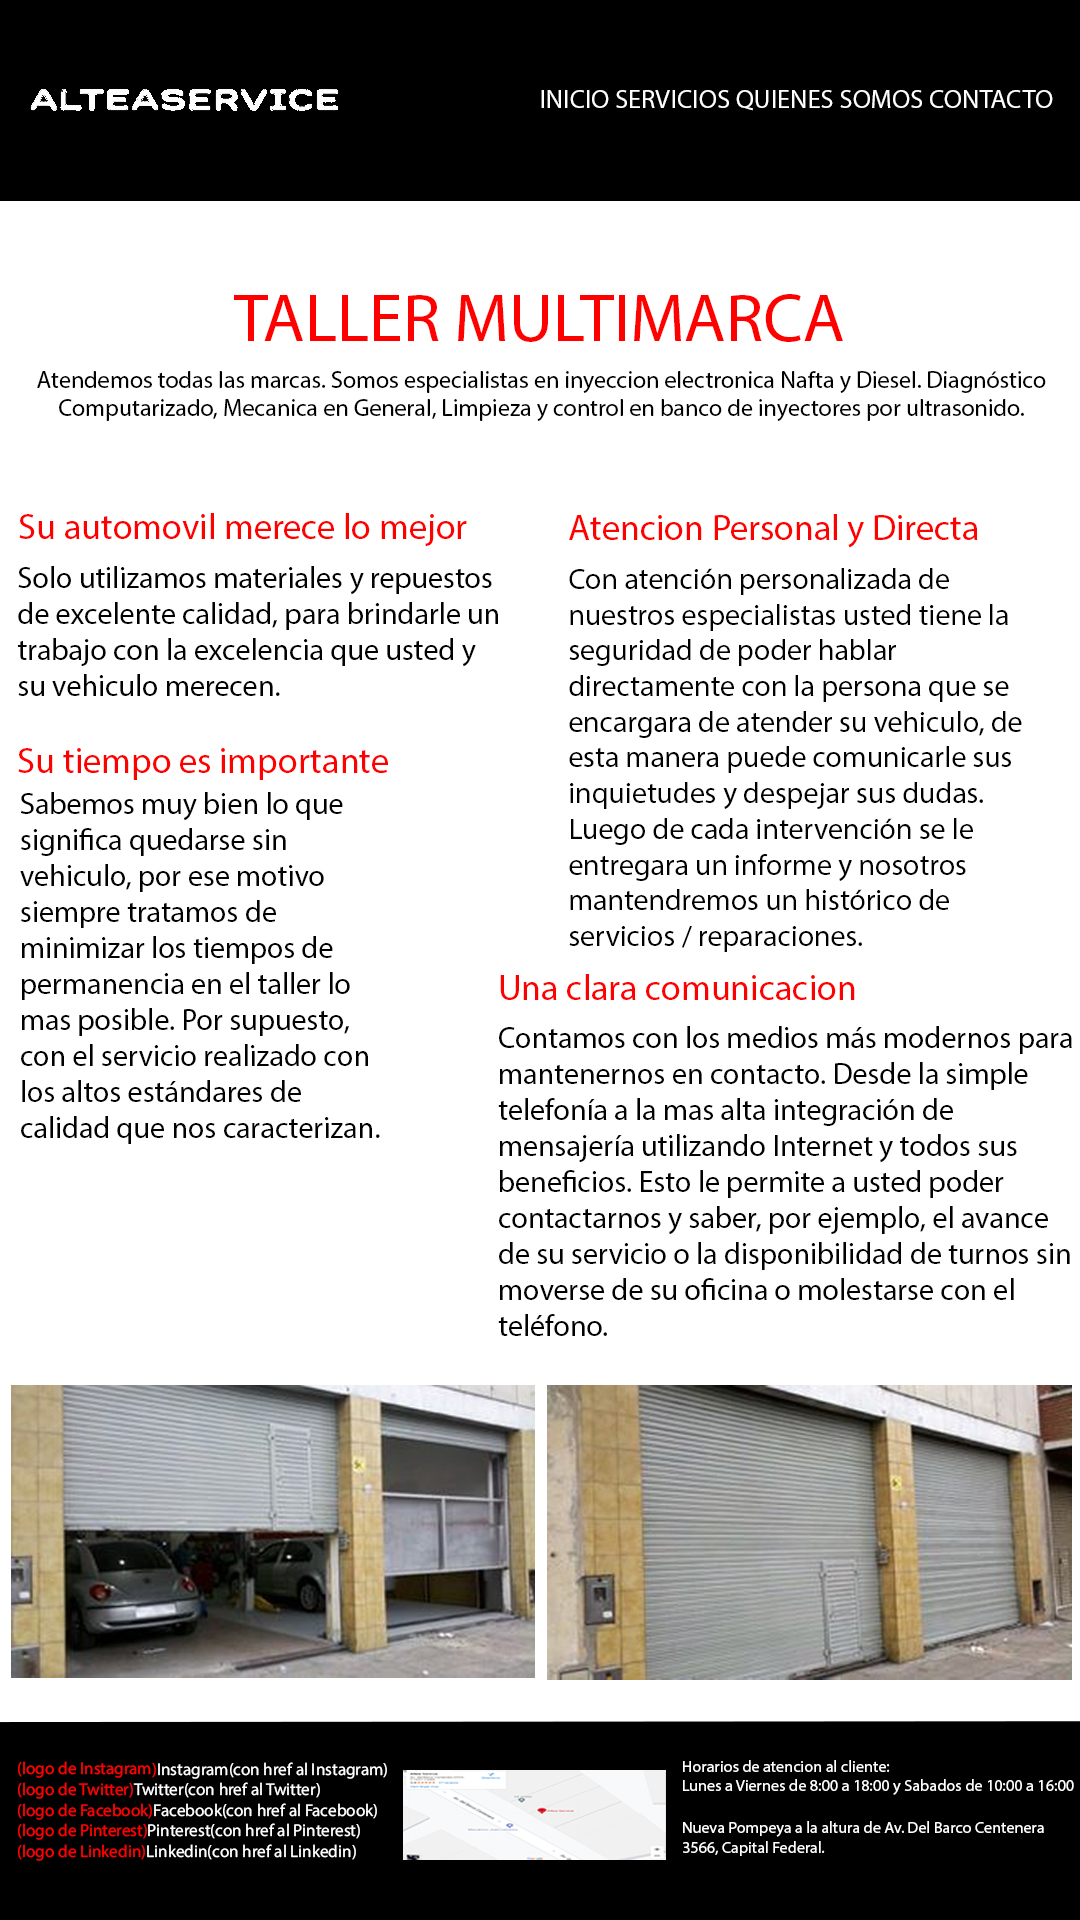 ALTEASERVICE
INICIO SERVICIOS QUIENES SOMOS CONTACTO
TALLER MULTIMARCA
Atendemos todas las marcas. Somos especialistas en inyeccion electronica Nafta y Diesel. Diagnóstico
Computarizado, Mecanica en General, Limpieza y control en banco de inyectores por ultrasonido.
Su automovil merece lo mejor
Solo utilizamos materiales y repuestos
de excelente calidad, para brindarle un
trabajo con la excelencia que usted y
su vehiculo merecen.
Su tiempo es importante
Sabemos muy bien lo que
significa quedarse sin
vehiculo, por ese motivo
siempre tratamos de
minimizar los tiempos de
permanencia en el taller lo
mas posible. Por supuesto,
con el servicio realizado con
los altos estándares de
calidad que nos caracterizan.
Atencion Personal y Directa
Con atención personalizada de
nuestros especialistas usted tiene la
seguridad de poder hablar
directamente con la persona que se
encargara de atender su vehiculo, de
esta manera puede comunicarle sus
inquietudes y despejar sus dudas.
Luego de cada intervención se le
entregara un informe y nosotros
mantendremos un histórico de
servicios / reparaciones.
Una clara comunicacion
Contamos con los medios más modernos para
mantenernos en contacto. Desde la simple
telefonía a la mas alta integración de
mensajería utilizando Internet y todos sus
beneficios. Esto le permite a usted poder
contactarnos y saber, por ejemplo, el avance
de su servicio o la disponibilidad de turnos sin
moverse de su oficina o molestarse con el
teléfono.
(logo de Instagram)Instagram(con href al Instagram)
(logo de Twitter)Twitter(con href al Twitter)
(logo de Facebook)Facebook(con href al Facebook)
(logo de Pinterest)Pinterest(con href al Pinterest)
(logo de Linkedin)Linkedin(con href al Linkedin)
Horarios de atencion al cliente:
Lunes a Viernes de 8:00 a 18:00 y Sabados de 10:00 a 16:00
Nueva Pompeya a la altura de Av. Del Barco Centenera
3566, Capital Federal.